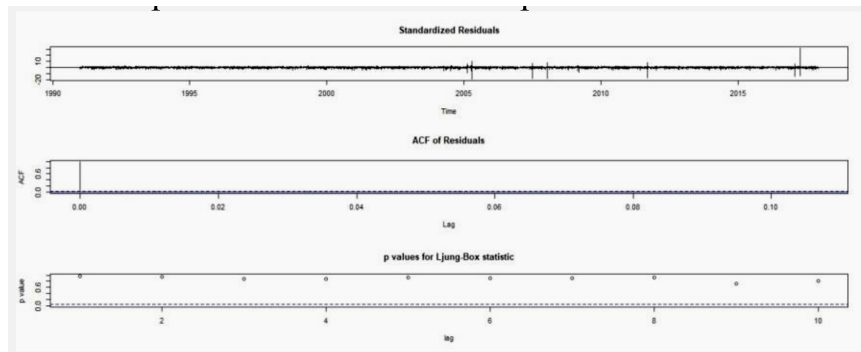 Standardized Residuals
10
-20
1990 1995 2000 2005 2010 2015
Time
ACF of Residuals
ACF
0.6
0.0
0.00 0.02 0.04 0.06 0.08 0.10
Lag
p values for Ljung-Box statistic
p value
0.6
0.0
2 4 6 8 10
lag